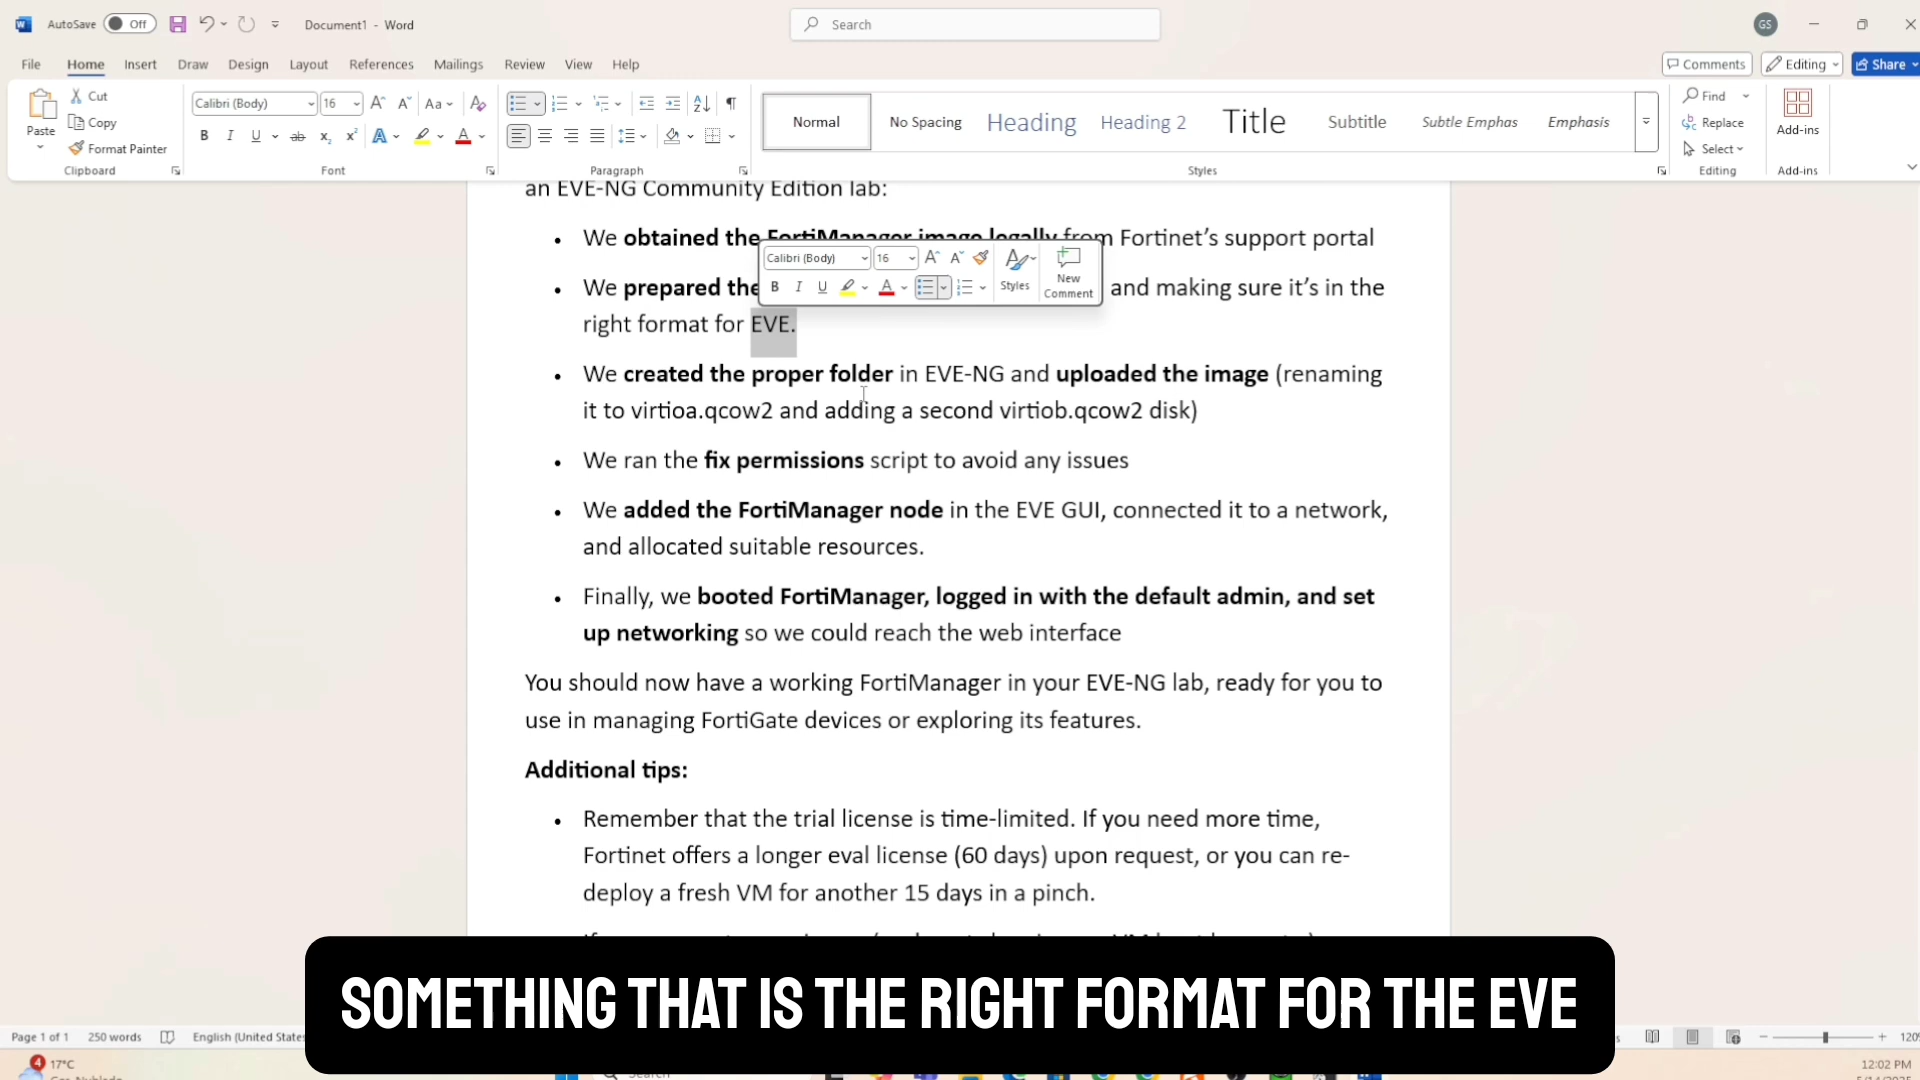 AutoSave Off Document1 - Word Search GS
File Home Insert Draw Design Layout References Mailings Review View Help Comments Editing Share
Paste Cut Copy Format Painter Clipboard
Calibri (Body) 16 Aa Font
Paragraph
Normal No Spacing Heading Heading 2 Title Subtitle Subtle Emphas Emphasis Styles
Find Replace Select Editing
Add-ins Add-ins
an EVE-NG Community Edition lab:
• We obtained the FortiManager image legally from Fortinet's support portal
Calibri (Body) 16 Styles New Comment
• We prepared the and making sure it's in the
right format for EVE.
• We created the proper folder in EVE-NG and uploaded the image (renaming
it to virtioa.qcow2 and adding a second virtiob.qcow2 disk)
• We ran the fix permissions script to avoid any issues
• We added the FortiManager node in the EVE GUI, connected it to a network,
and allocated suitable resources.
• Finally, we booted FortiManager, logged in with the default admin, and set
up networking so we could reach the web interface
You should now have a working FortiManager in your EVE-NG lab, ready for you to
use in managing FortiGate devices or exploring its features.
Additional tips:
• Remember that the trial license is time-limited. If you need more time,
Fortinet offers a longer eval license (60 days) upon request, or you can re-
deploy a fresh VM for another 15 days in a pinch.
SOMETHING THAT IS THE RIGHT FORMAT FOR THE EVE
Page 1 of 1 250 words English (United States 120%
4 17°C
Search
12:02 PM